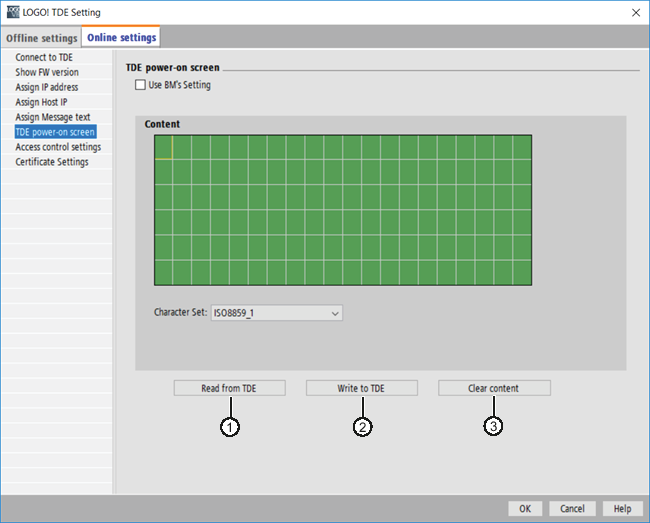 LOGO! TDE Setting
Offline settings
Online settings
Connect to TDE
Show FW version
Assign IP address
Assign Host IP
Assign Message text
TDE power-on screen
Access control settings
Certificate Settings
TDE power-on screen
Use BM's Setting
Content
Character Set: ISO8859_1
Read from TDE
Write to TDE
Clear content
1
2
3
OK
Cancel
Help